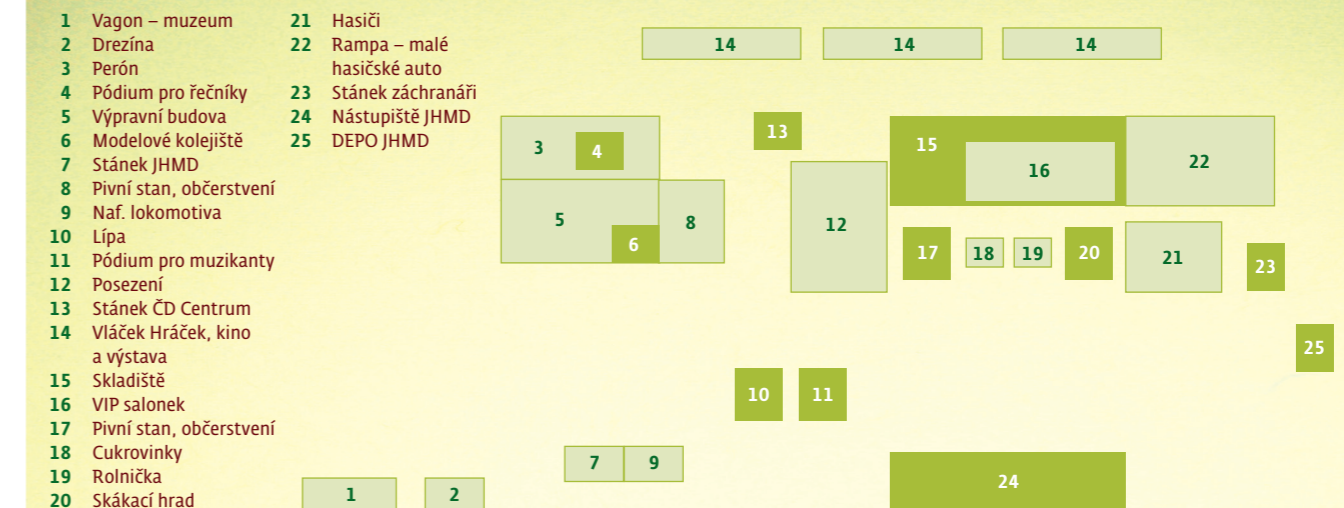 1 Vagon – muzeum
2 Drezína
3 Perón
4 Pódium pro řečníky
5 Výpravní budova
6 Modelové kolejiště
7 Stánek JHMD
8 Pivní stan, občerstvení
9 Naf. lokomotiva
10 Lípa
11 Pódium pro muzikanty
12 Posezení
13 Stánek ČD Centrum
14 Vláček Hráček, kino
a výstava
15 Skladiště
16 VIP salonek
17 Pivní stan, občerstvení
18 Cukrovinky
19 Rolnička
20 Skákací hrad
21 Hasiči
22 Rampa – malé
hasičské auto
23 Stánek záchranáři
24 Nástupiště JHMD
25 DEPO JHMD
14 14 14
13
3 4 15 16 22
5 6 8 12
17 18 19 20 21 23
25
10 11
7 9
1 2 24